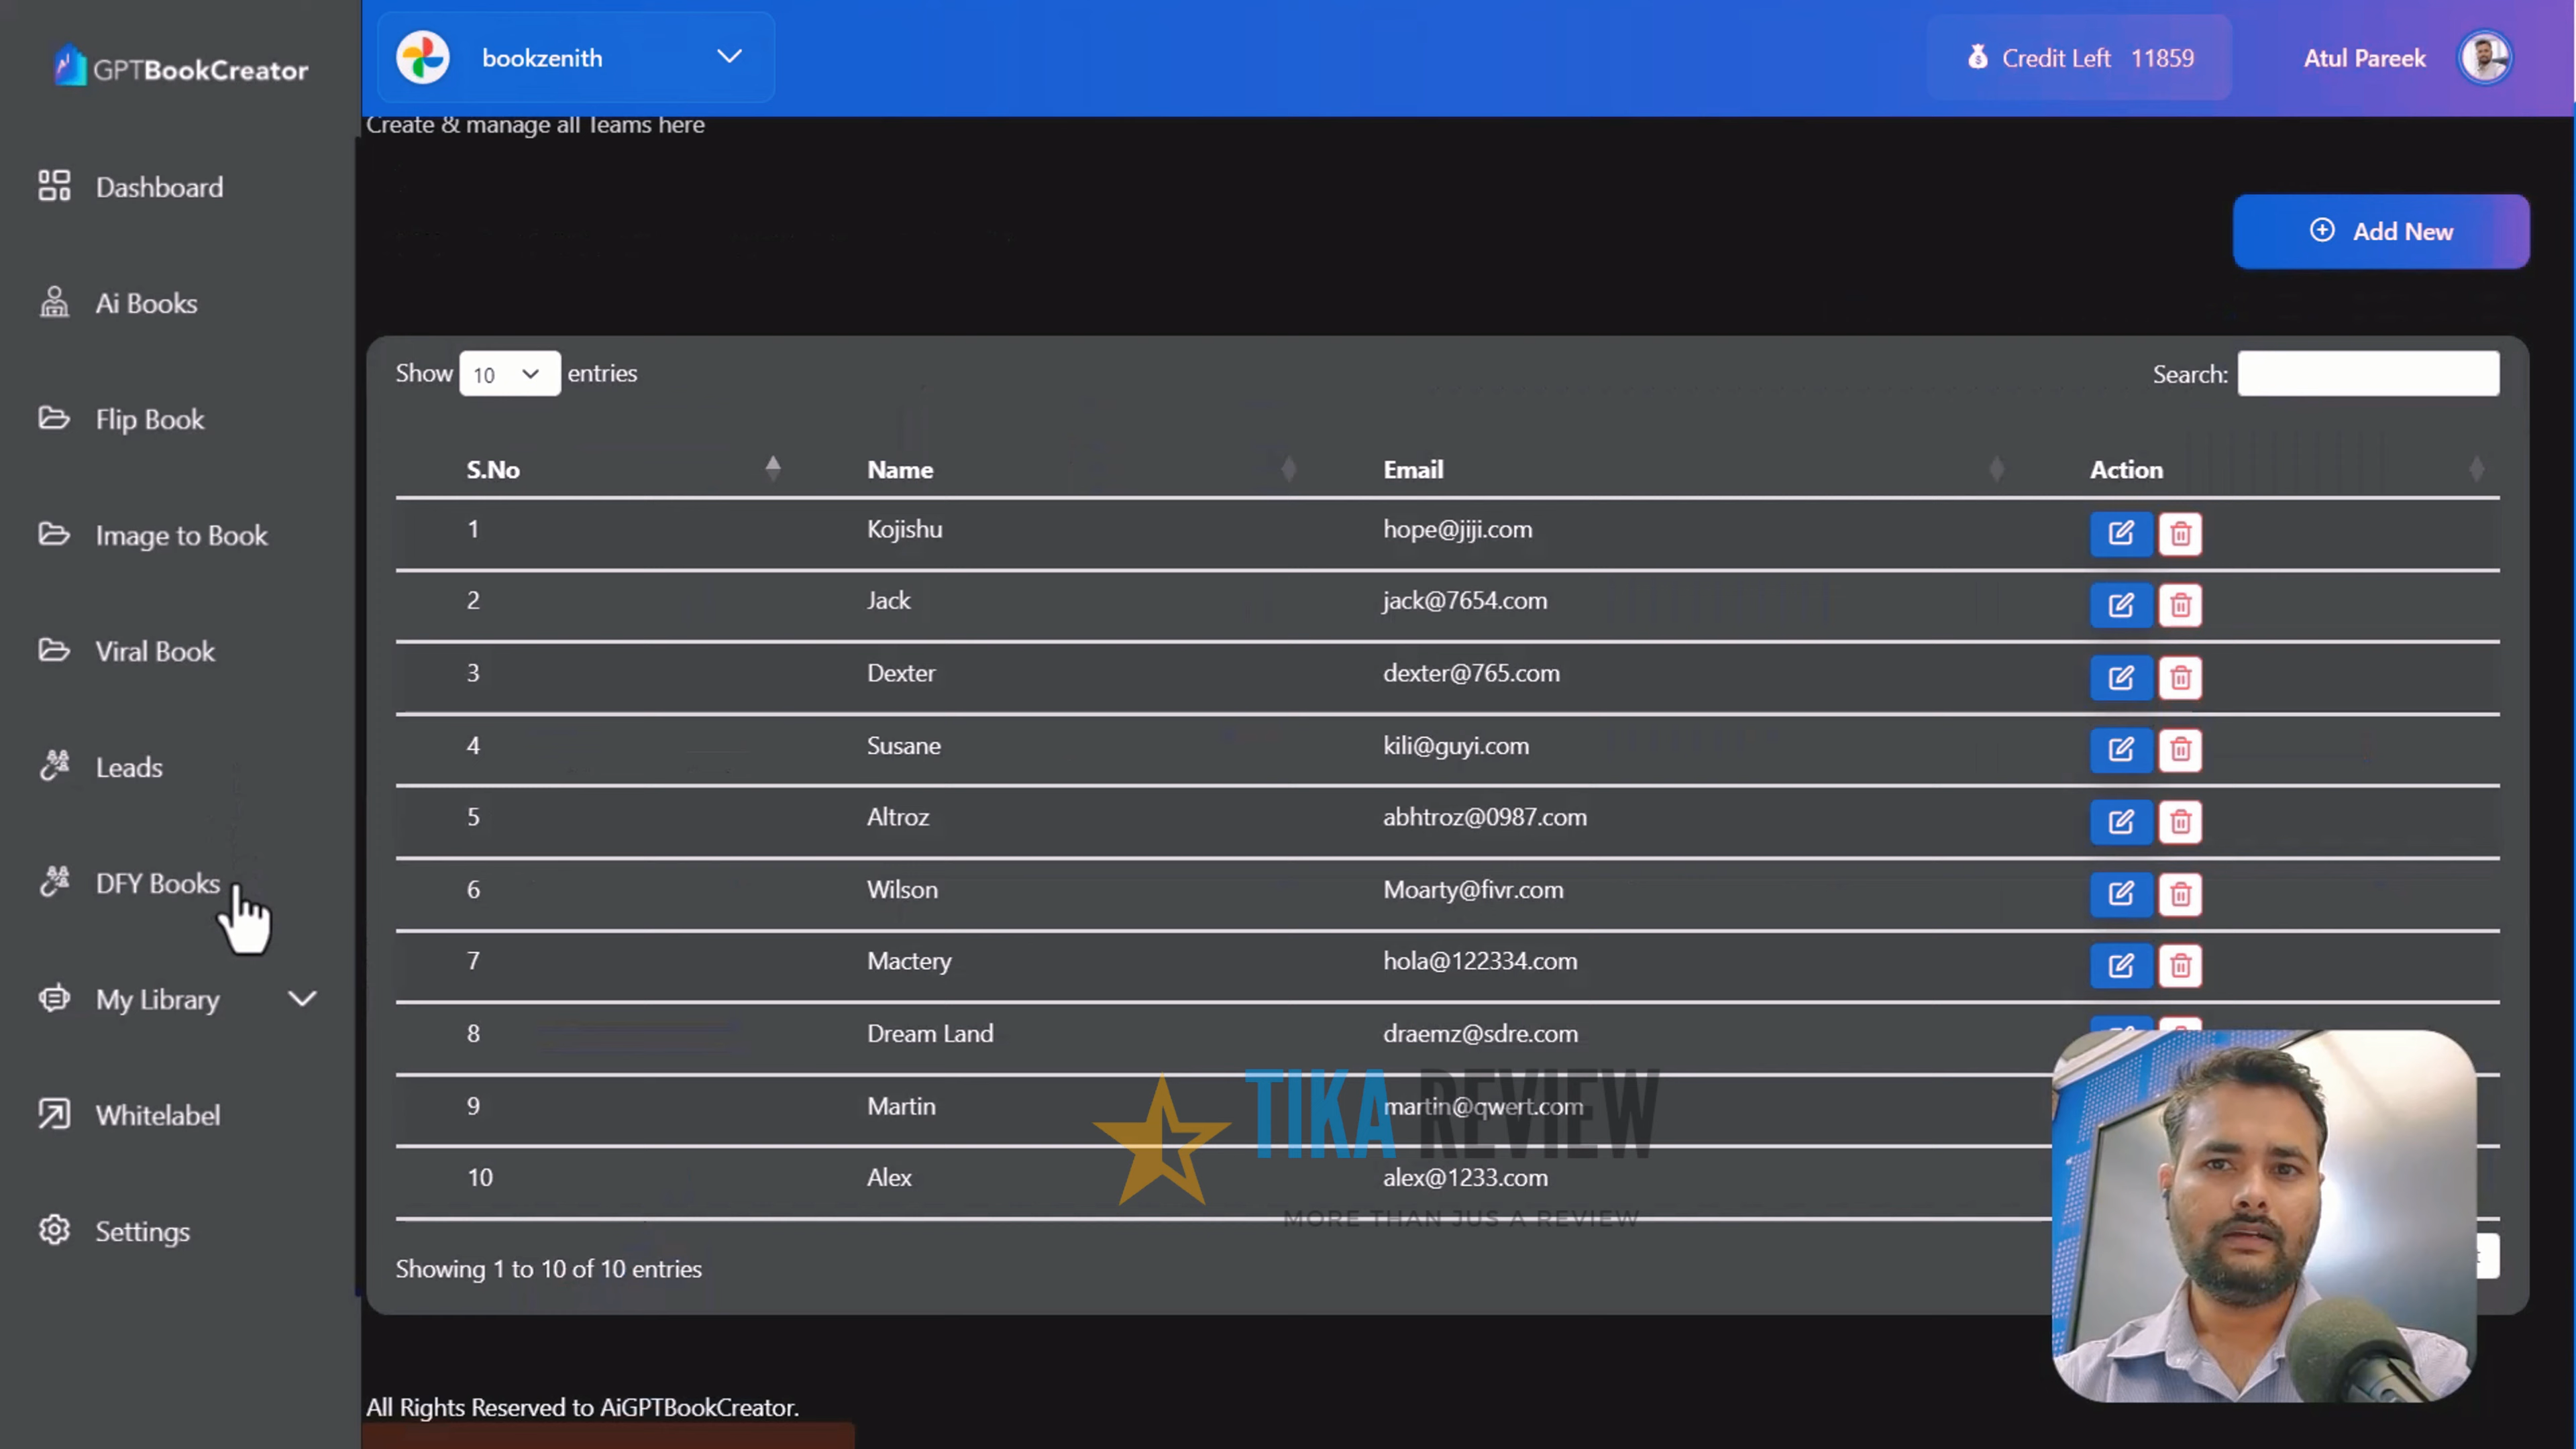 GPTBookCreator
bookzenith
Credit Left 11859
Atul Pareek
Create & manage all Teams here
Dashboard
Ai Books
Flip Book
Image to Book
Viral Book
Leads
DFY Books
My Library
Whitelabel
Settings
Add New
Show 10 entries
Search:
S.No Name Email Action
1 Kojishu hope@jiji.com
2 Jack jack@7654.com
3 Dexter dexter@765.com
4 Susane kili@guyi.com
5 Altroz abhtroz@0987.com
6 Wilson Moarty@fivr.com
7 Mactery hola@122334.com
8 Dream Land draemz@sdre.com
9 Martin martin@qwert.com
10 Alex alex@1233.com
TIKA REVIEW
MORE THAN JUS A REVIEW
Showing 1 to 10 of 10 entries
All Rights Reserved to AiGPTBookCreator.